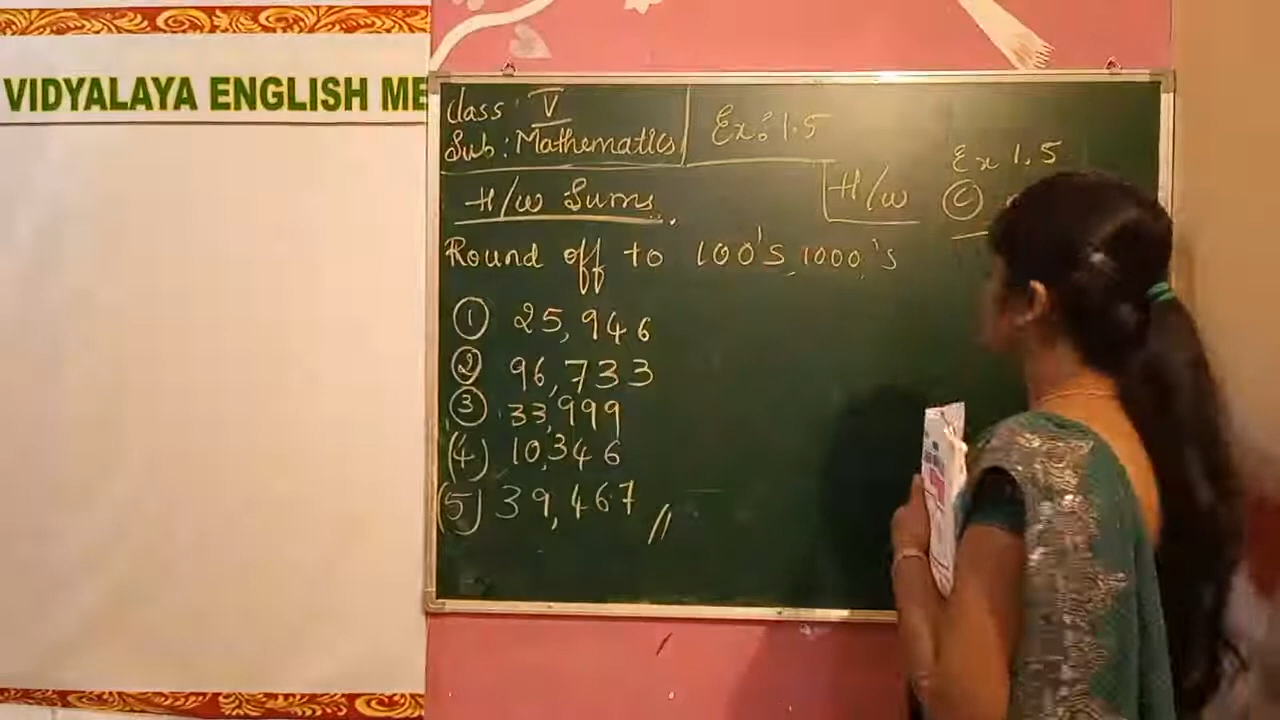 VIDYALAYA ENGLISH ME
Class : V
Sub : Mathematics
Ex: 1.5
H/w Sums
H/w
Ex 1.5
C
Round off to 100's, 1000's
1 25,946
2 96,733
3 33,999
(4) 10,346
(5) 39,467 //